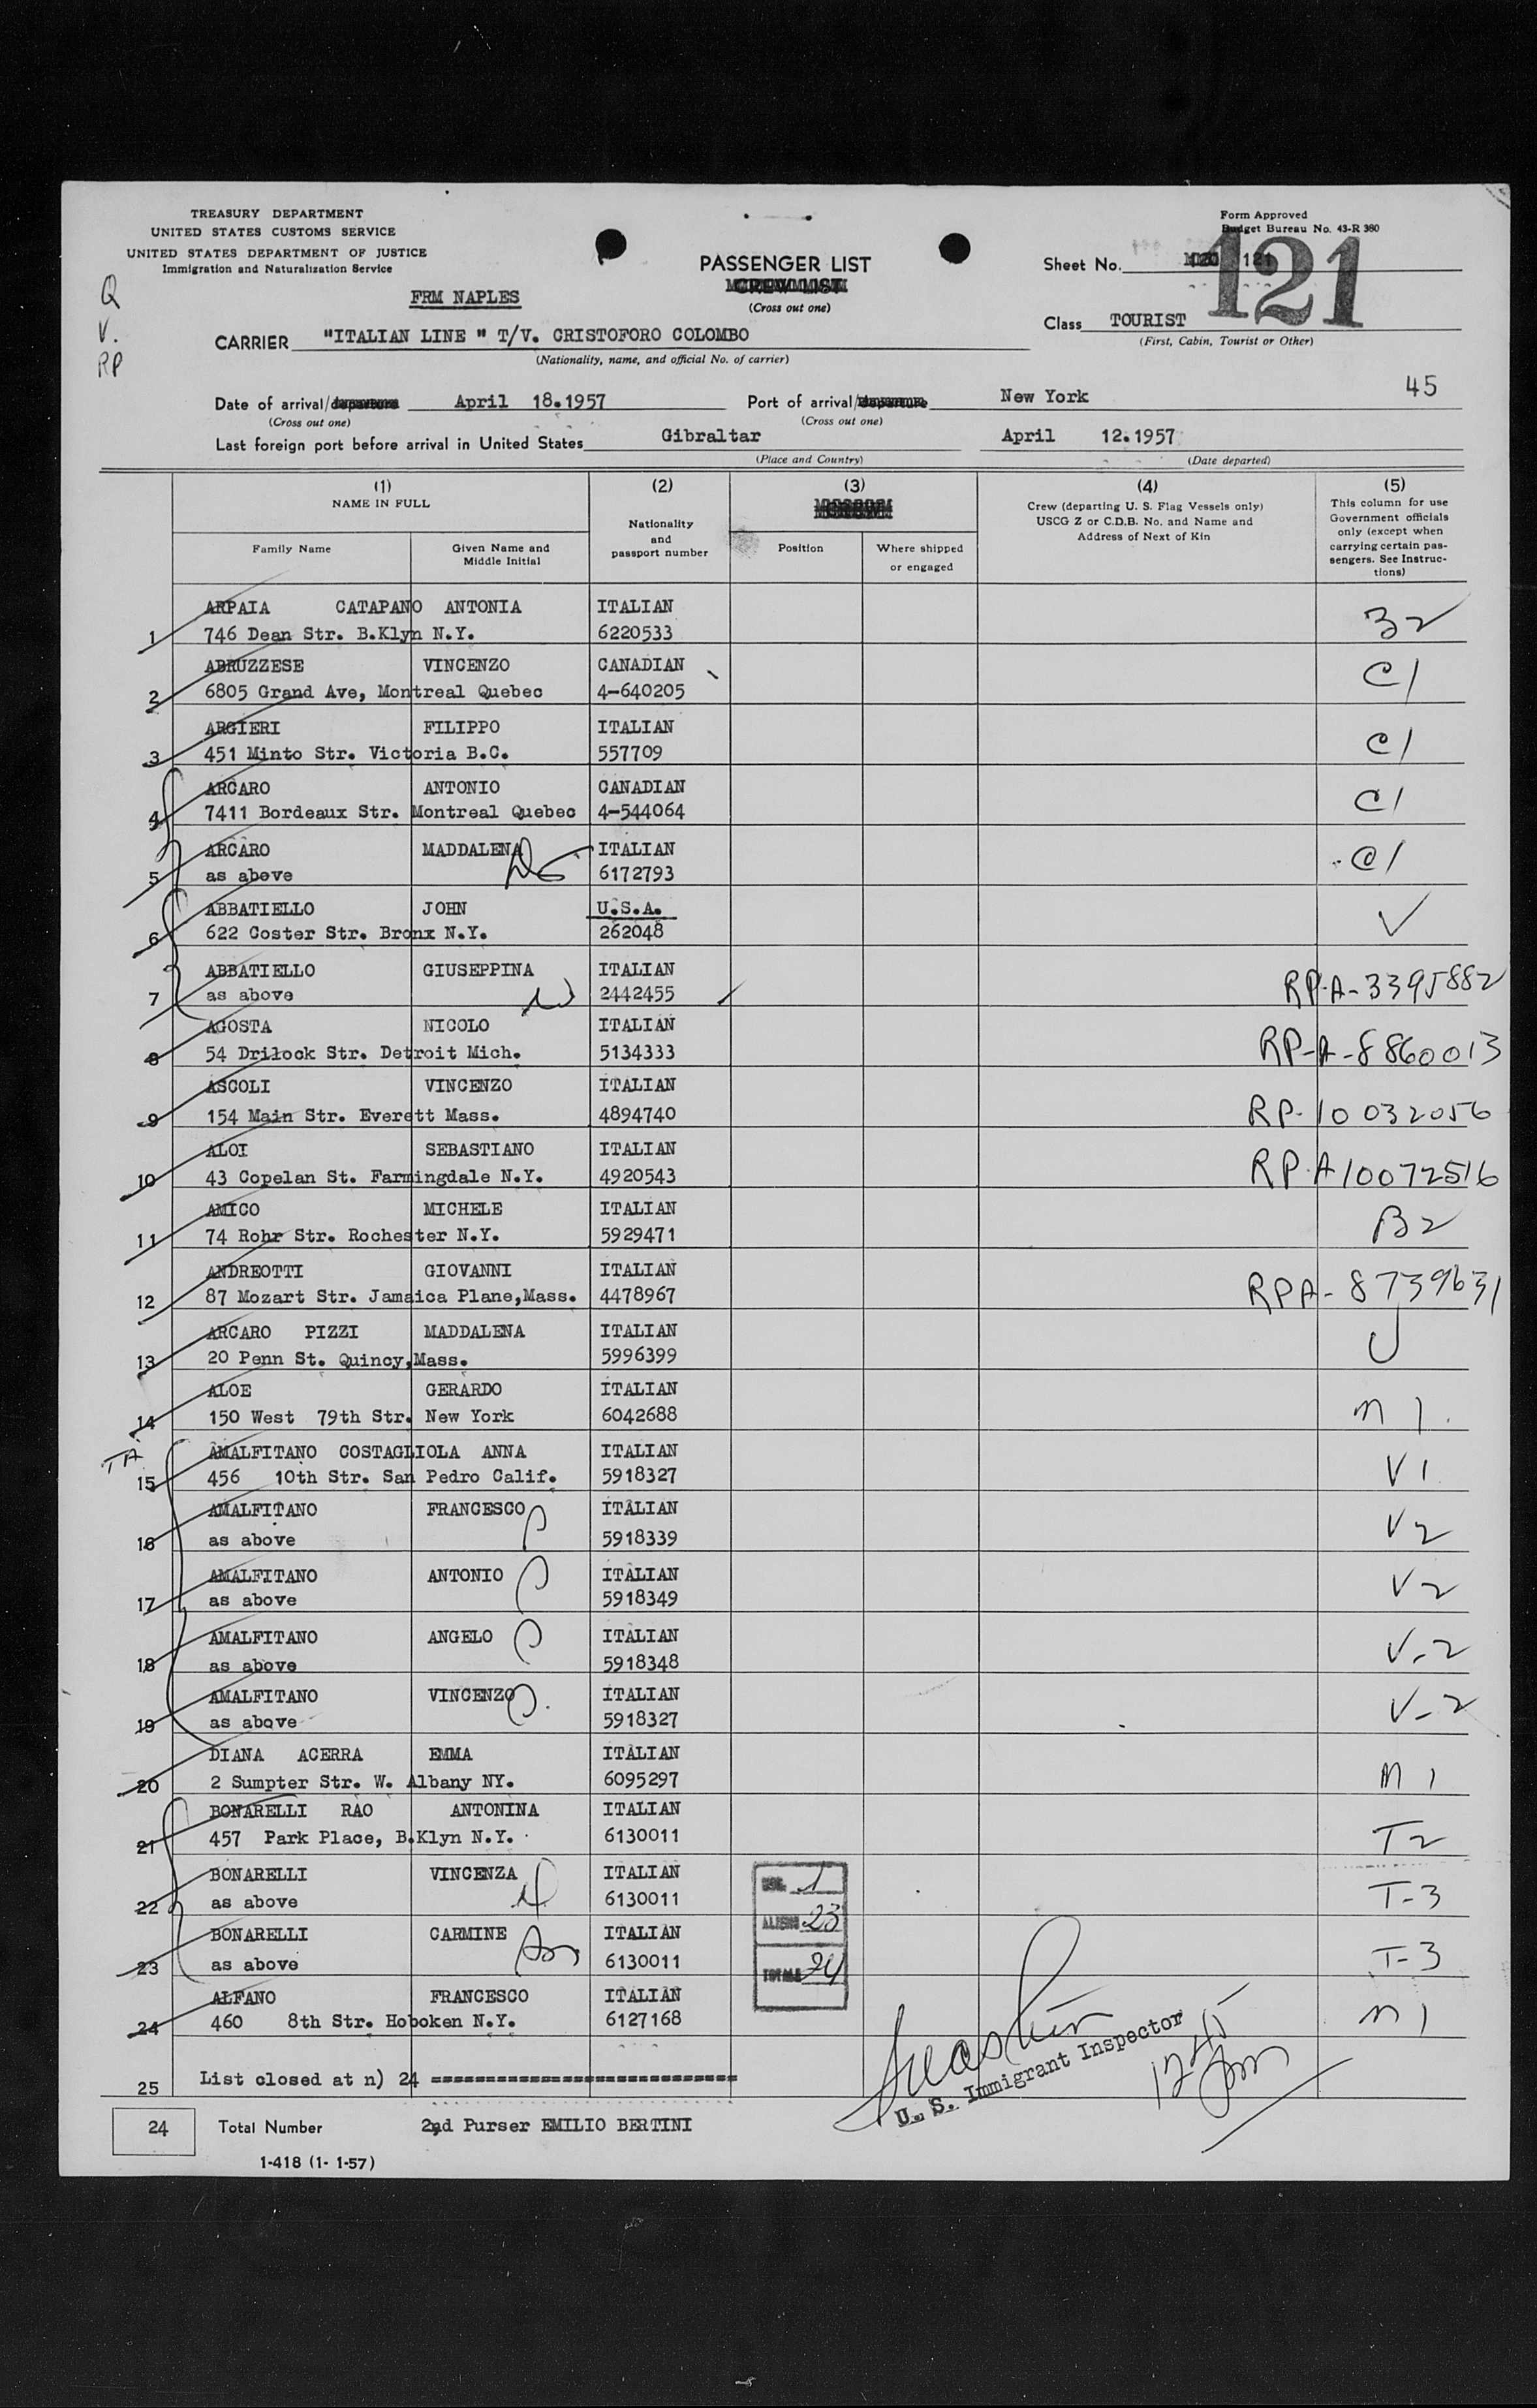 TREASURY DEPARTMENT
UNITED STATES CUSTOMS SERVICE
UNITED STATES DEPARTMENT OF JUSTICE
Immigration and Naturalization Service
Form Approved
Budget Bureau No. 43-R 380
PASSENGER LIST
CREW LIST
(Cross out one)
Sheet No. 121
121
Q
V.
RP
FRM NAPLES
CARRIER "ITALIAN LINE " T/V. CRISTOFORO COLOMBO
(Nationality, name, and official No. of carrier)
Class TOURIST
(First, Cabin, Tourist or Other)
45
Date of arrival/departure April 18.1957 Port of arrival/departure New York
(Cross out one) (Cross out one)
Last foreign port before arrival in United States Gibraltar April 12.1957
(Place and Country) (Date departed)
(1) (2) (3) (4) (5)
NAME IN FULL
Family Name
Given Name and Middle Initial
Nationality and passport number
Position
Where shipped or engaged
Crew (departing U. S. Flag Vessels only)
USCG Z or C.D.B. No. and Name and
Address of Next of Kin
This column for use
Government officials
only (except when
carrying certain pas-
sengers. See Instruc-
tions)
ARPAIA CATAPANO ANTONIA ITALIAN
1 746 Dean Str. B.Klyn N.Y. 6220533 B2
ABRUZZESE VINCENZO CANADIAN
2 6805 Grand Ave, Montreal Quebec 4-640205 C1
ARGIERI FILIPPO ITALIAN
3 451 Minto Str. Victoria B.C. 557709 C1
ARCARO ANTONIO CANADIAN
4 7411 Bordeaux Str. Montreal Quebec 4-544064 C1
ARCARO MADDALENA ITALIAN
5 as above 6172793 C1
ABBATIELLO JOHN U.S.A.
6 622 Coster Str. Bronx N.Y. 262048
ABBATIELLO GIUSEPPINA ITALIAN
7 as above 2442455 RP-A-3395882
AGOSTA NICOLO ITALIAN
8 54 Drilock Str. Detroit Mich. 5134333 RP-A-8860013
ASCOLI VINCENZO ITALIAN
9 154 Main Str. Everett Mass. 4894740 RP-10032056
ALOI SEBASTIANO ITALIAN
10 43 Copelan St. Farmingdale N.Y. 4920543 RP-A10072516
AMICO MICHELE ITALIAN
11 74 Rohr Str. Rochester N.Y. 5929471 B2
ANDREOTTI GIOVANNI ITALIAN
12 87 Mozart Str. Jamaica Plane,Mass. 4478967 RPA-8739631
ARCARO PIZZI MADDALENA ITALIAN
13 20 Penn St. Quincy,Mass. 5996399 U
ALOE GERARDO ITALIAN
14 150 West 79th Str. New York 6042688 M 1
TA
AMALFITANO COSTAGLIOLA ANNA ITALIAN
15 456 10th Str. San Pedro Calif. 5918327 V1
AMALFITANO FRANCESCO ITALIAN
16 as above 5918339 V2
AMALFITANO ANTONIO ITALIAN
17 as above 5918349 V2
AMALFITANO ANGELO ITALIAN
18 as above 5918348 V-2
AMALFITANO VINCENZO ITALIAN
19 as above 5918327 V-2
DIANA ACERRA EMMA ITALIAN
20 2 Sumpter Str. W. Albany NY. 6095297 M 1
BONARELLI RAO ANTONINA ITALIAN
21 457 Park Place, B.Klyn N.Y. 6130011 T2
BONARELLI VINCENZA ITALIAN
22 as above 6130011 T-3
BONARELLI CARMINE ITALIAN
23 as above 6130011 T-3
ALFANO FRANCESCO ITALIAN
24 460 8th Str. Hoboken N.Y. 6127168 M 1
1
ALIENS 23
TOTALS 24
25 List closed at n) 24 ============================
U. S. Immigrant Inspector
1245 pm
24 Total Number 2nd Purser EMILIO BERTINI
1-418 (1- 1-57)